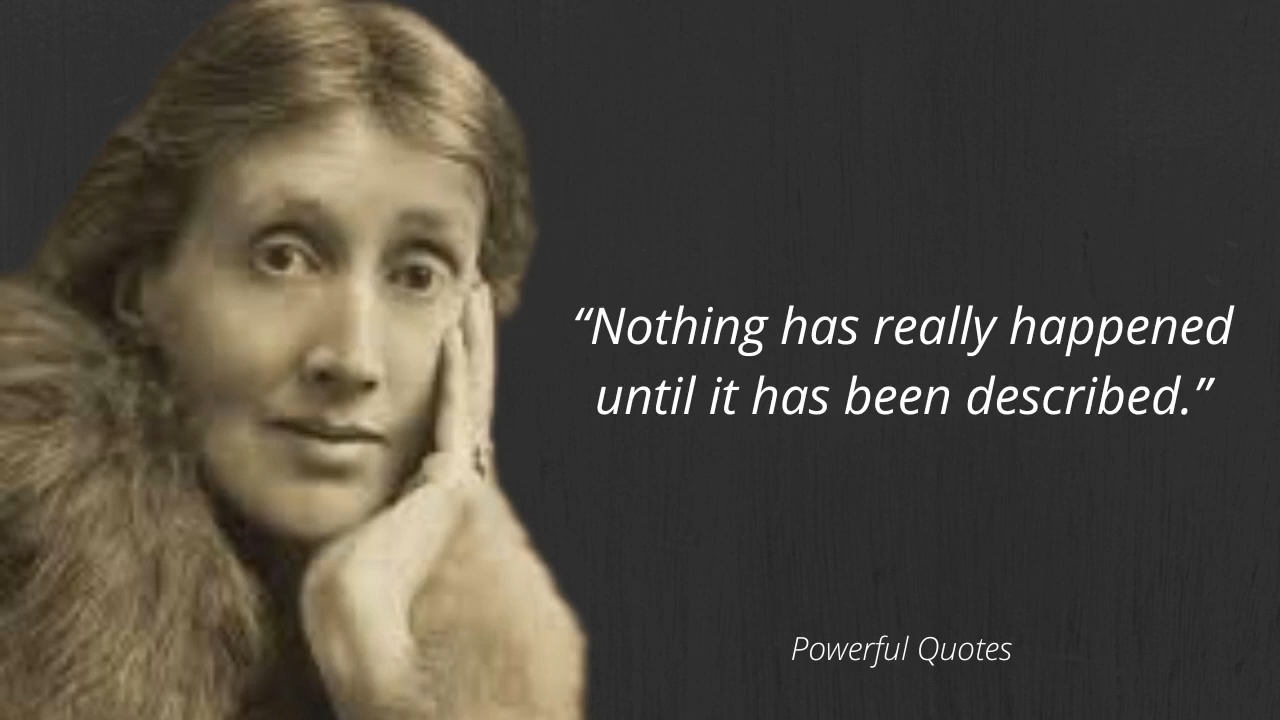 “Nothing has really happened
until it has been described.”
Powerful Quotes